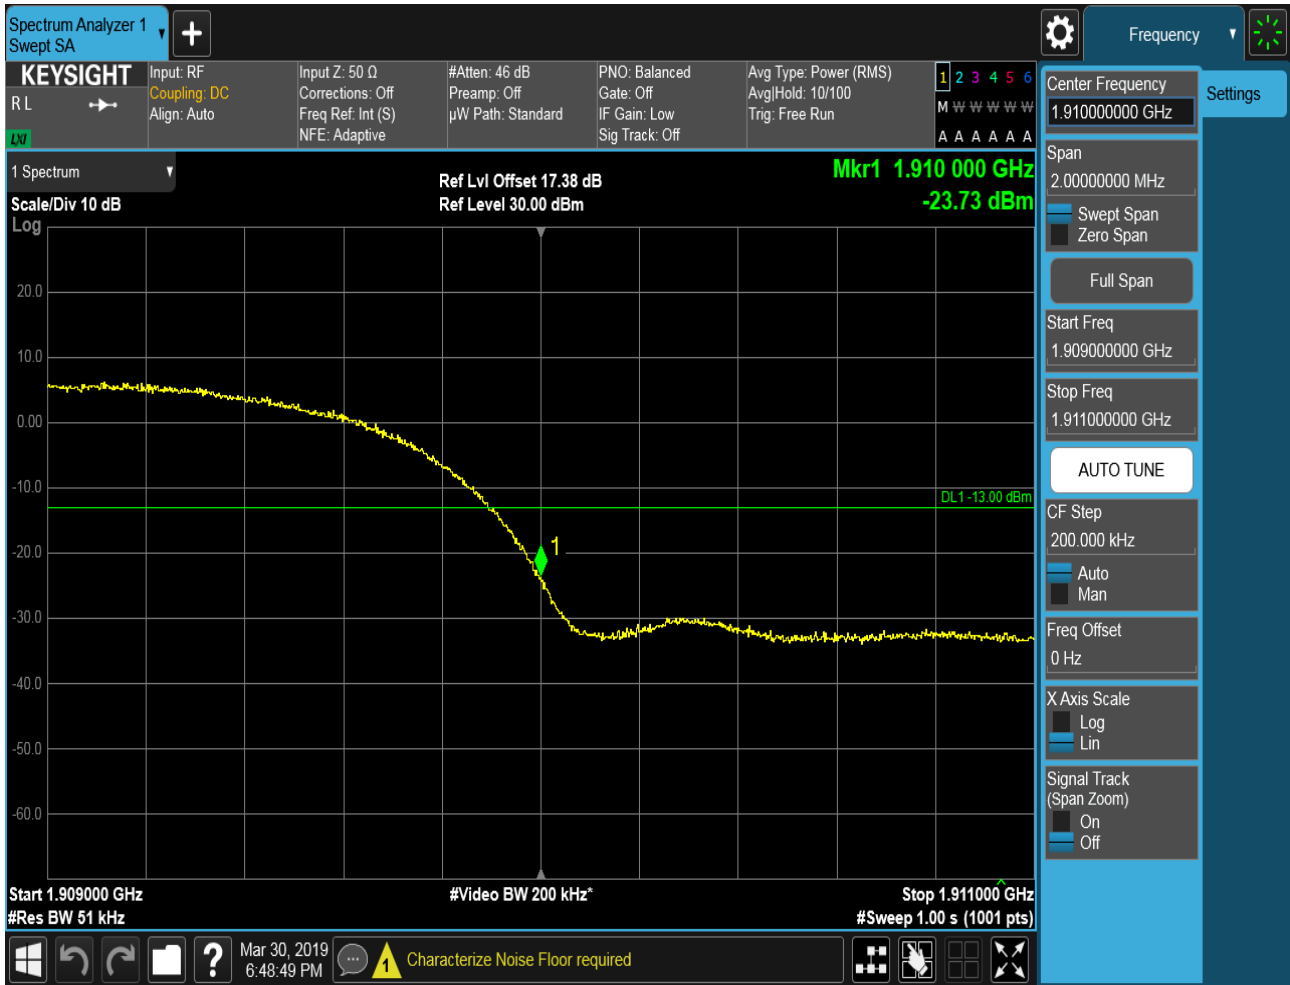 Spectrum Analyzer 1
Swept SA
Frequency
KEYSIGHT
R L
LXI
Input: RF
Coupling: DC
Align: Auto
Input Z: 50 Ω
Corrections: Off
Freq Ref: Int (S)
NFE: Adaptive
#Atten: 46 dB
Preamp: Off
µW Path: Standard
PNO: Balanced
Gate: Off
IF Gain: Low
Sig Track: Off
Avg Type: Power (RMS)
Avg|Hold: 10/100
Trig: Free Run
1 2 3 4 5 6
M W W W W W
A A A A A A
1 Spectrum
Scale/Div 10 dB
Log
Ref Lvl Offset 17.38 dB
Ref Level 30.00 dBm
Mkr1 1.910 000 GHz
-23.73 dBm
20.0
10.0
0.00
-10.0
DL1 -13.00 dBm
-20.0
1
-30.0
-40.0
-50.0
-60.0
Start 1.909000 GHz
#Video BW 200 kHz*
Stop 1.911000 GHz
#Res BW 51 kHz
#Sweep 1.00 s (1001 pts)
Center Frequency
1.910000000 GHz
Settings
Span
2.00000000 MHz
Swept Span
Zero Span
Full Span
Start Freq
1.909000000 GHz
Stop Freq
1.911000000 GHz
AUTO TUNE
CF Step
200.000 kHz
Auto
Man
Freq Offset
0 Hz
X Axis Scale
Log
Lin
Signal Track
(Span Zoom)
On
Off
?
Mar 30, 2019
6:48:49 PM
1
Characterize Noise Floor required